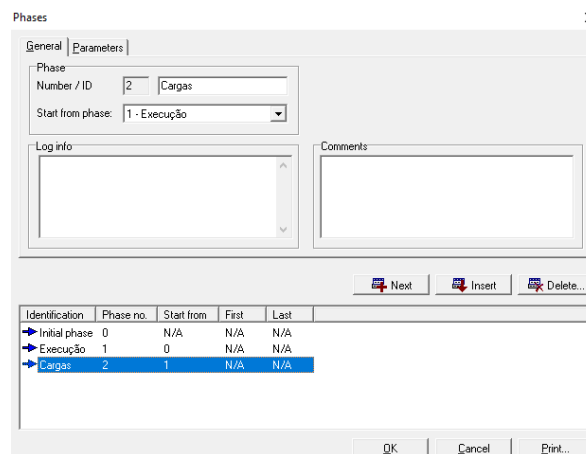 Phases
General Parameters
Phase
Number / ID 2 Cargas
Start from phase: 1 - Execução
Log info Comments
Next Insert Delete...
Identification Phase no. Start from First Last
Initial phase 0 N/A N/A N/A
Execução 1 0 N/A N/A
Cargas 2 1 N/A N/A
OK Cancel Print...